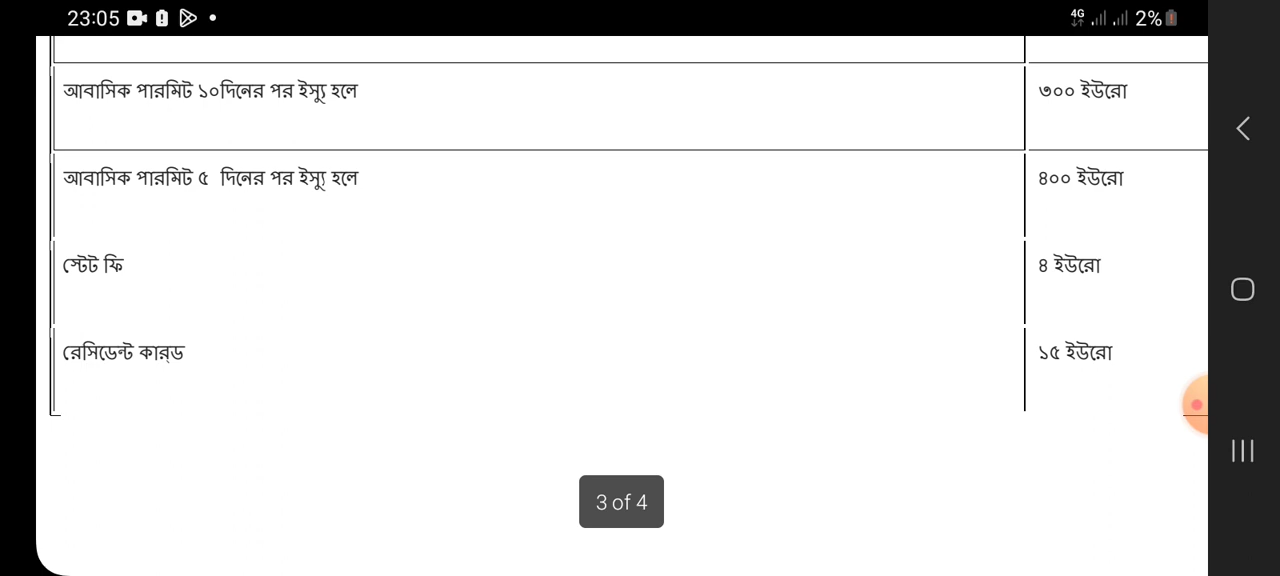 23:05 4G 2%
আবাসিক পারমিট ১০দিনের পর ইস্যু হলে ৩০০ ইউরো
আবাসিক পারমিট ৫ দিনের পর ইস্যু হলে ৪০০ ইউরো
স্টেট ফি ৪ ইউরো
রেসিডেন্ট কার্ড ১৫ ইউরো
3 of 4